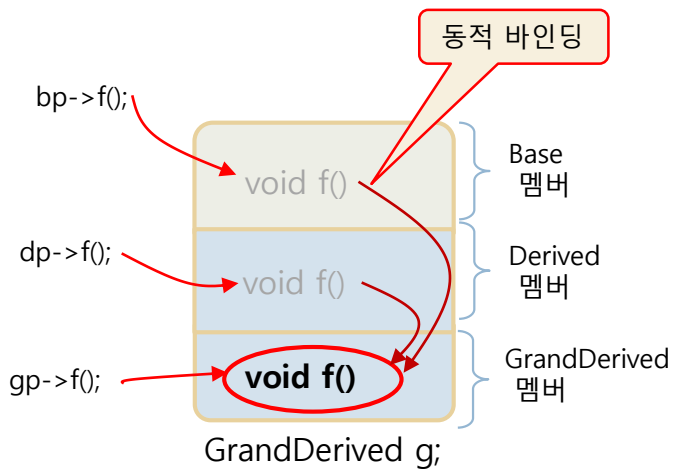 동적 바인딩
bp->f();
void f()
Base
멤버
dp->f();
void f()
Derived
멤버
gp->f();
void f()
GrandDerived
멤버
GrandDerived g;